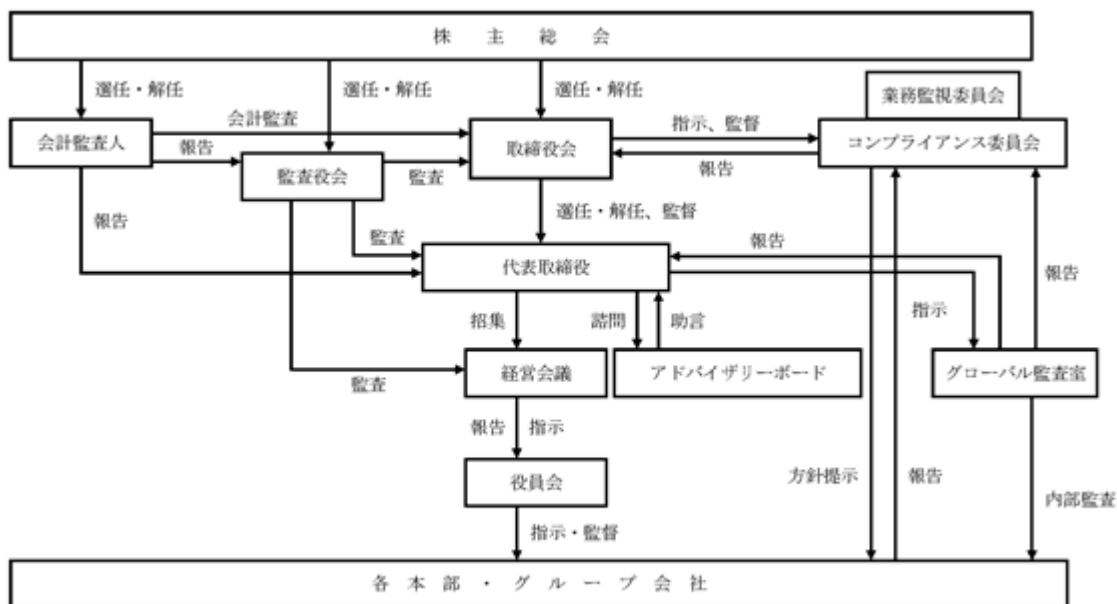 株主総会
選任・解任
選任・解任
選任・解任
業務監視委員会
会計監査人
会計監査
取締役会
指示、監督
コンプライアンス委員会
報告
監査役会
監査
報告
報告
選任・解任、監督
監査
代表取締役
報告
報告
指示
招集
諮問
助言
経営会議
アドバイザリーボード
グローバル監査室
監査
報告
指示
役員会
方針提示
報告
内部監査
指示・監督
各本部・グループ会社